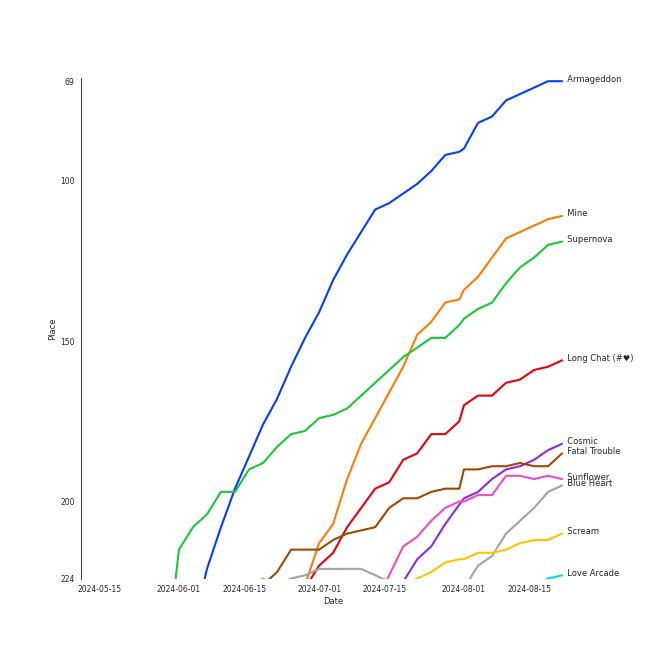 69
100
150
200
224
Place
2024-05-15
2024-06-01
2024-06-15
2024-07-01
2024-07-15
2024-08-01
2024-08-15
Date
Armageddon
Mine
Supernova
Long Chat (#♥)
Cosmic
Fatal Trouble
Sunflower
Blue Heart
Scream
Love Arcade